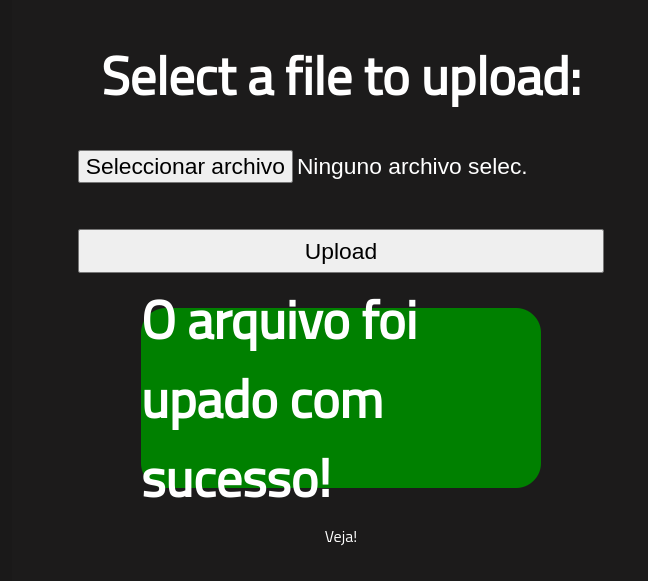 Select a file to upload:
Seleccionar archivo Ninguno archivo selec.
Upload
O arquivo foi
upado com
sucesso!
Veja!